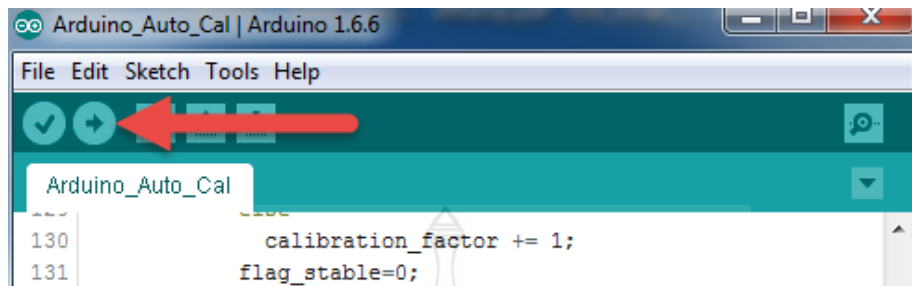 Arduino_Auto_Cal | Arduino 1.6.6
File Edit Sketch Tools Help
Arduino_Auto_Cal
130 calibration_factor += 1;
131 flag_stable=0;